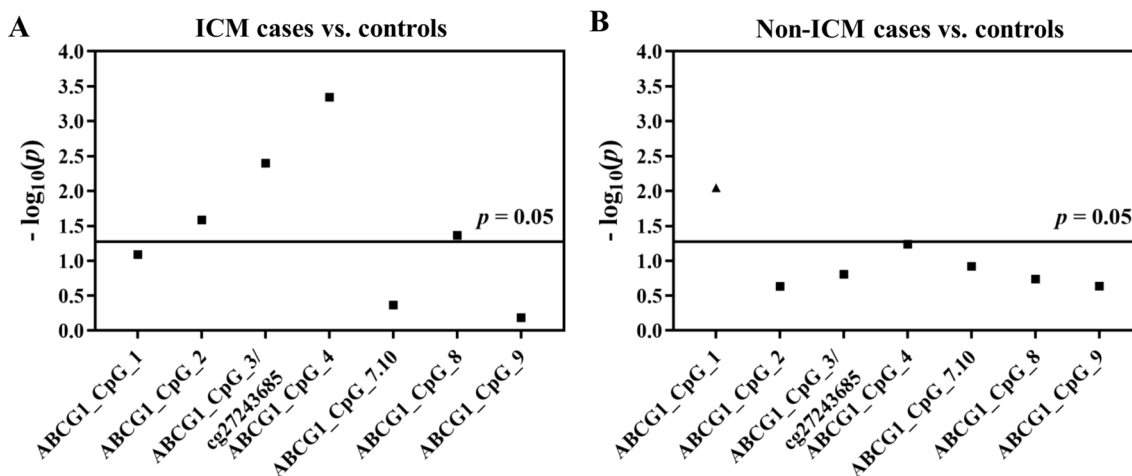 A
ICM cases vs. controls
- log10(p)
4.0
3.5
3.0
2.5
2.0
1.5
1.0
0.5
0.0
p = 0.05
ABCG1_CpG_1
ABCG1_CpG_2
ABCG1_CpG_3/
cg27243685
ABCG1_CpG_4
ABCG1_CpG_7.10
ABCG1_CpG_8
ABCG1_CpG_9
B
Non-ICM cases vs. controls
- log10(p)
4.0
3.5
3.0
2.5
2.0
1.5
1.0
0.5
0.0
p = 0.05
ABCG1_CpG_1
ABCG1_CpG_2
ABCG1_CpG_3/
cg27243685
ABCG1_CpG_4
ABCG1_CpG_7.10
ABCG1_CpG_8
ABCG1_CpG_9